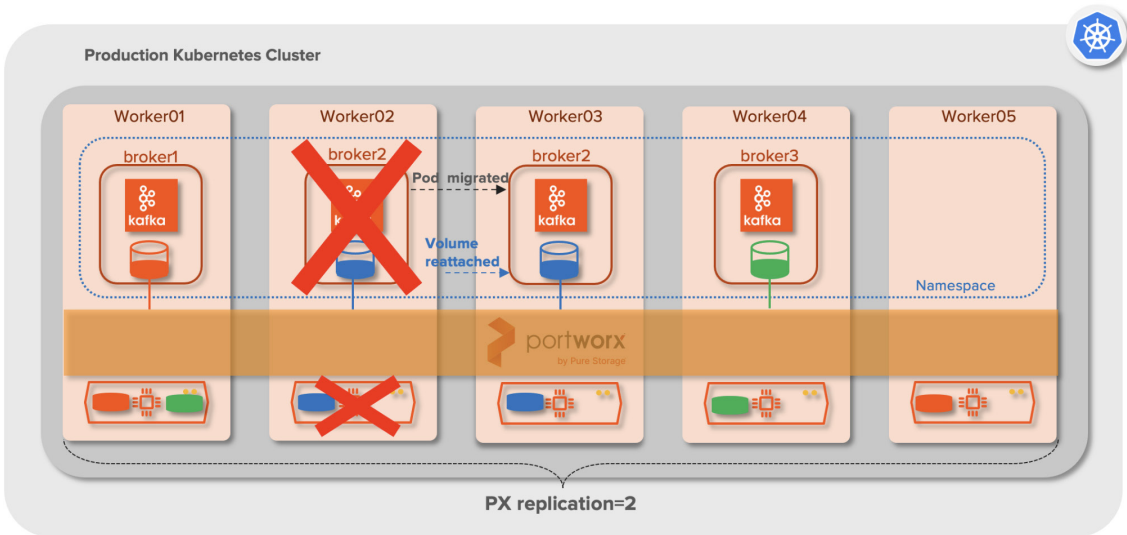 Production Kubernetes Cluster
Worker01
Worker02
Worker03
Worker04
Worker05
broker1
broker2
broker2
broker3
Pod migrated
kafka
kafka
kafka
kafka
Volume
reattached
Namespace
portworx
by Pure Storage
PX replication=2